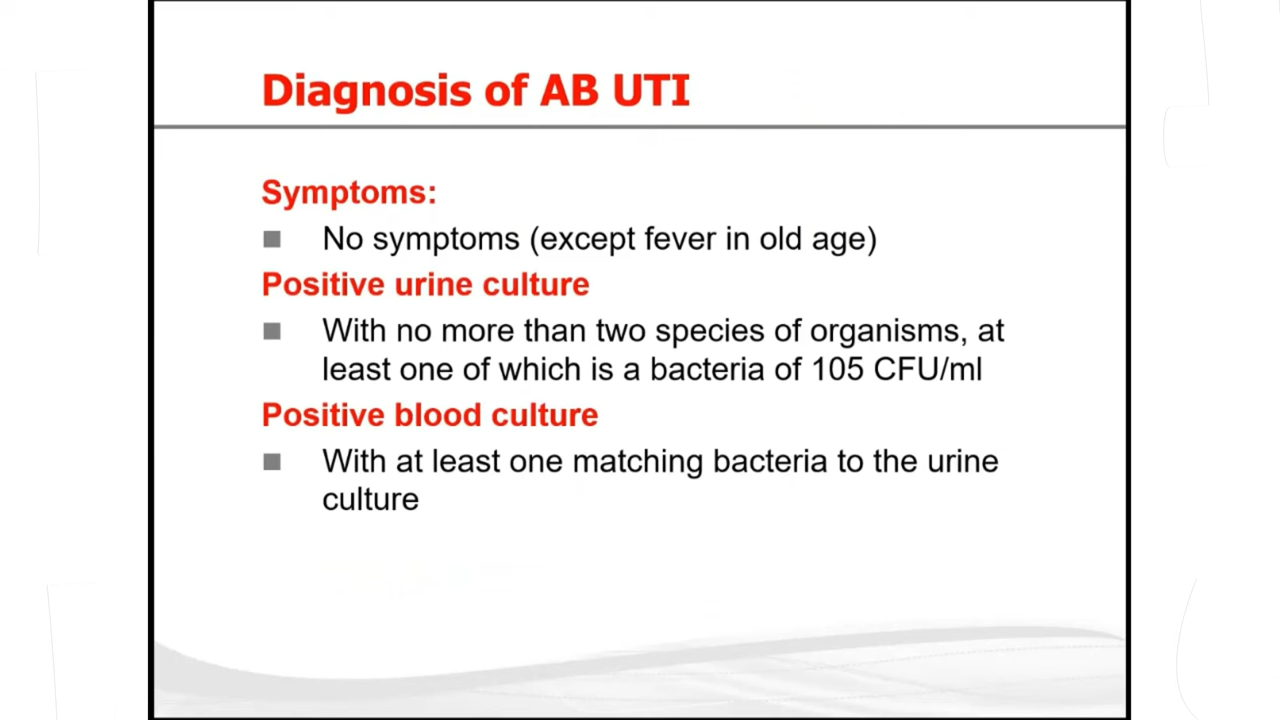 Diagnosis of AB UTI
Symptoms:
No symptoms (except fever in old age)
Positive urine culture
With no more than two species of organisms, at
least one of which is a bacteria of 105 CFU/ml
Positive blood culture
With at least one matching bacteria to the urine
culture